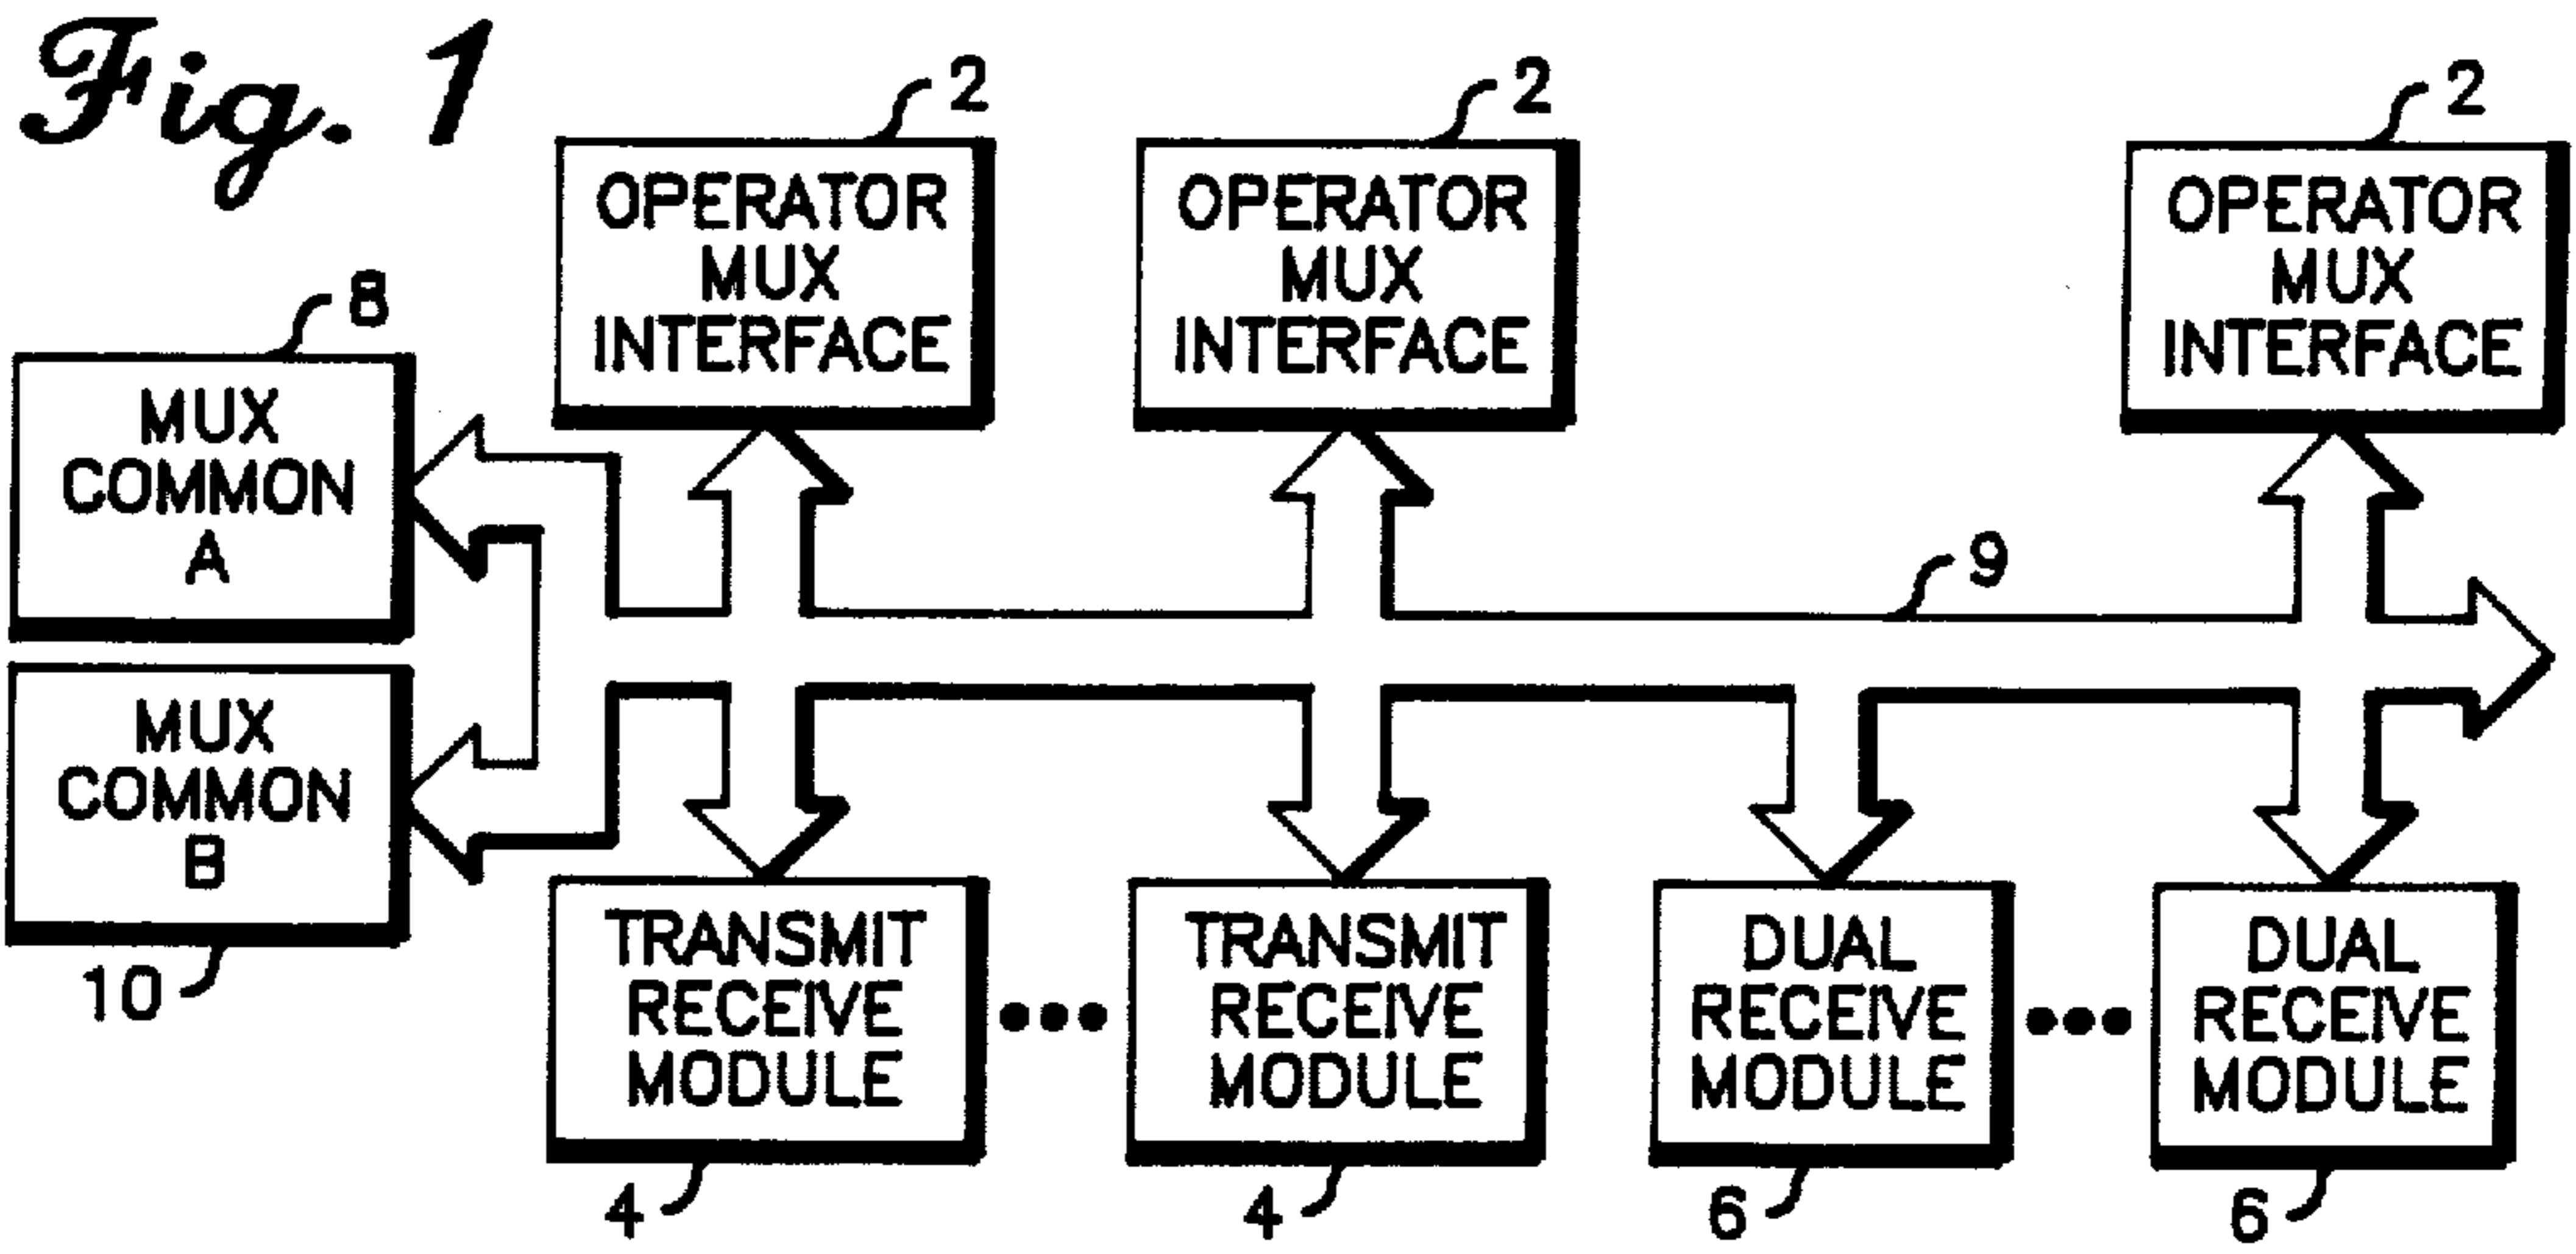 Fig. 1
2
2
2
OPERATOR
MUX
INTERFACE
OPERATOR
MUX
INTERFACE
OPERATOR
MUX
INTERFACE
8
MUX
COMMON
A
9
MUX
COMMON
B
10
TRANSMIT
RECEIVE
MODULE
TRANSMIT
RECEIVE
MODULE
DUAL
RECEIVE
MODULE
DUAL
RECEIVE
MODULE
4
4
6
6